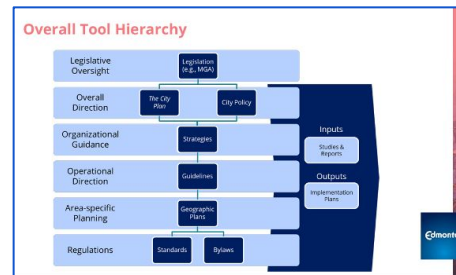 Overall Tool Hierarchy
Legislative
Oversight
Legislation
(e.g., MGA)
Overall
Direction
The City
Plan
City Policy
Organizational
Guidance
Strategies
Operational
Direction
Guidelines
Area-specific
Planning
Geographic
Plans
Regulations
Standards
Bylaws
Inputs
Studies &
Reports
Outputs
Implementation
Plans